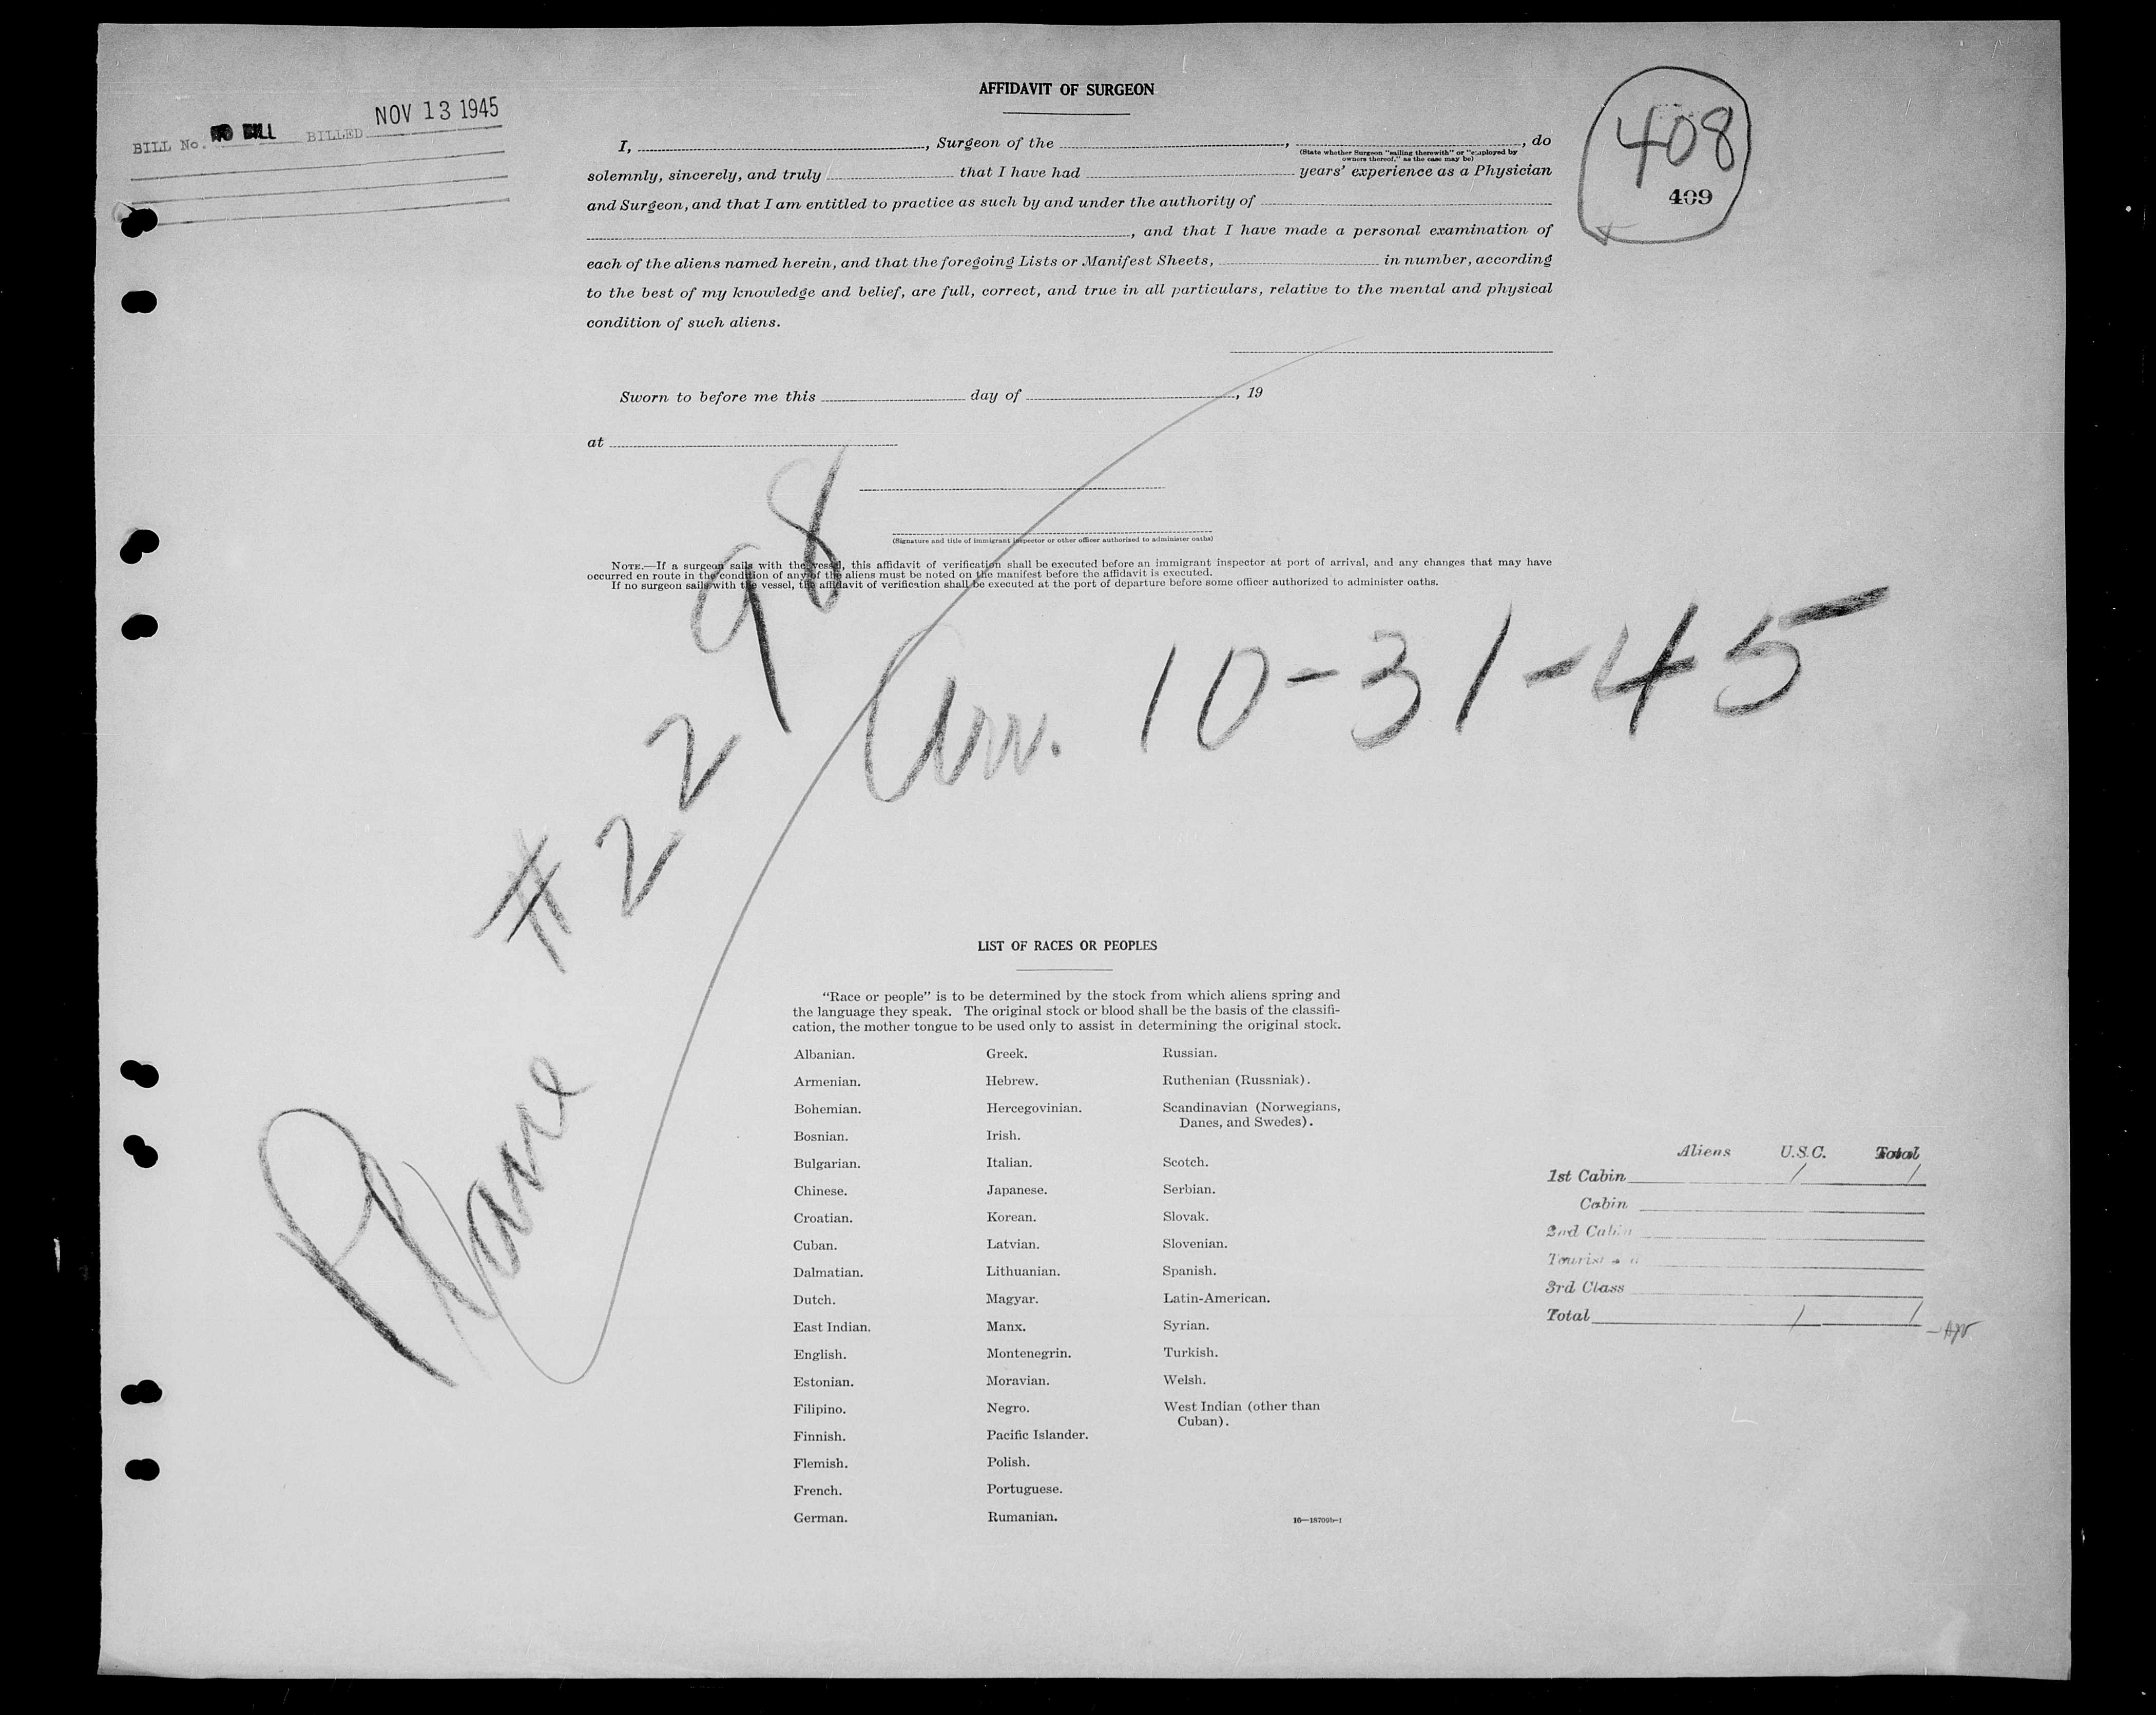 NOV 13 1945
BILL No. NO BILL BILLED
AFFIDAVIT OF SURGEON
408
409
I, , Surgeon of the , , do
(State whether Surgeon "sailing therewith" or "employed by
owners thereof," as the case may be)
solemnly, sincerely, and truly that I have had years' experience as a Physician
and Surgeon, and that I am entitled to practice as such by and under the authority of
, and that I have made a personal examination of
each of the aliens named herein, and that the foregoing Lists or Manifest Sheets, in number, according
to the best of my knowledge and belief, are full, correct, and true in all particulars, relative to the mental and physical
condition of such aliens.
Sworn to before me this day of , 19
at
(Signature and title of immigrant inspector or other officer authorized to administer oaths)
NOTE.—If a surgeon sails with the vessel, this affidavit of verification shall be executed before an immigrant inspector at port of arrival, and any changes that may have
occurred en route in the condition of any of the aliens must be noted on the manifest before the affidavit is executed.
If no surgeon sails with the vessel, the affidavit of verification shall be executed at the port of departure before some officer authorized to administer oaths.
Plane #2298
Arr. 10-31-45
LIST OF RACES OR PEOPLES
"Race or people" is to be determined by the stock from which aliens spring and
the language they speak. The original stock or blood shall be the basis of the classifi-
cation, the mother tongue to be used only to assist in determining the original stock.
Albanian.
Armenian.
Bohemian.
Bosnian.
Bulgarian.
Chinese.
Croatian.
Cuban.
Dalmatian.
Dutch.
East Indian.
English.
Estonian.
Filipino.
Finnish.
Flemish.
French.
German.
Greek.
Hebrew.
Hercegovinian.
Irish.
Italian.
Japanese.
Korean.
Latvian.
Lithuanian.
Magyar.
Manx.
Montenegrin.
Moravian.
Negro.
Pacific Islander.
Polish.
Portuguese.
Rumanian.
Russian.
Ruthenian (Russniak).
Scandinavian (Norwegians,
Danes, and Swedes).
Scotch.
Serbian.
Slovak.
Slovenian.
Spanish.
Latin-American.
Syrian.
Turkish.
Welsh.
West Indian (other than
Cuban).
16—18709b-1
Aliens U.S.C. Total
1st Cabin / /
Cabin
2nd Cabin
Tourist
3rd Class
Total / /